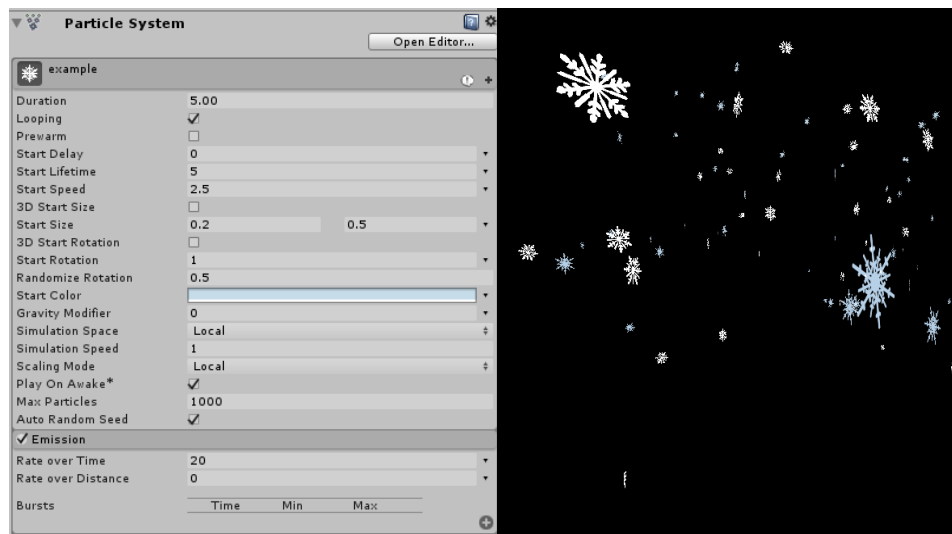 Particle System
Open Editor...
example
Duration 5.00
Looping
Prewarm
Start Delay 0
Start Lifetime 5
Start Speed 2.5
3D Start Size
Start Size 0.2 0.5
3D Start Rotation
Start Rotation 1
Randomize Rotation 0.5
Start Color
Gravity Modifier 0
Simulation Space Local
Simulation Speed 1
Scaling Mode Local
Play On Awake*
Max Particles 1000
Auto Random Seed
Emission
Rate over Time 20
Rate over Distance 0
Bursts Time Min Max